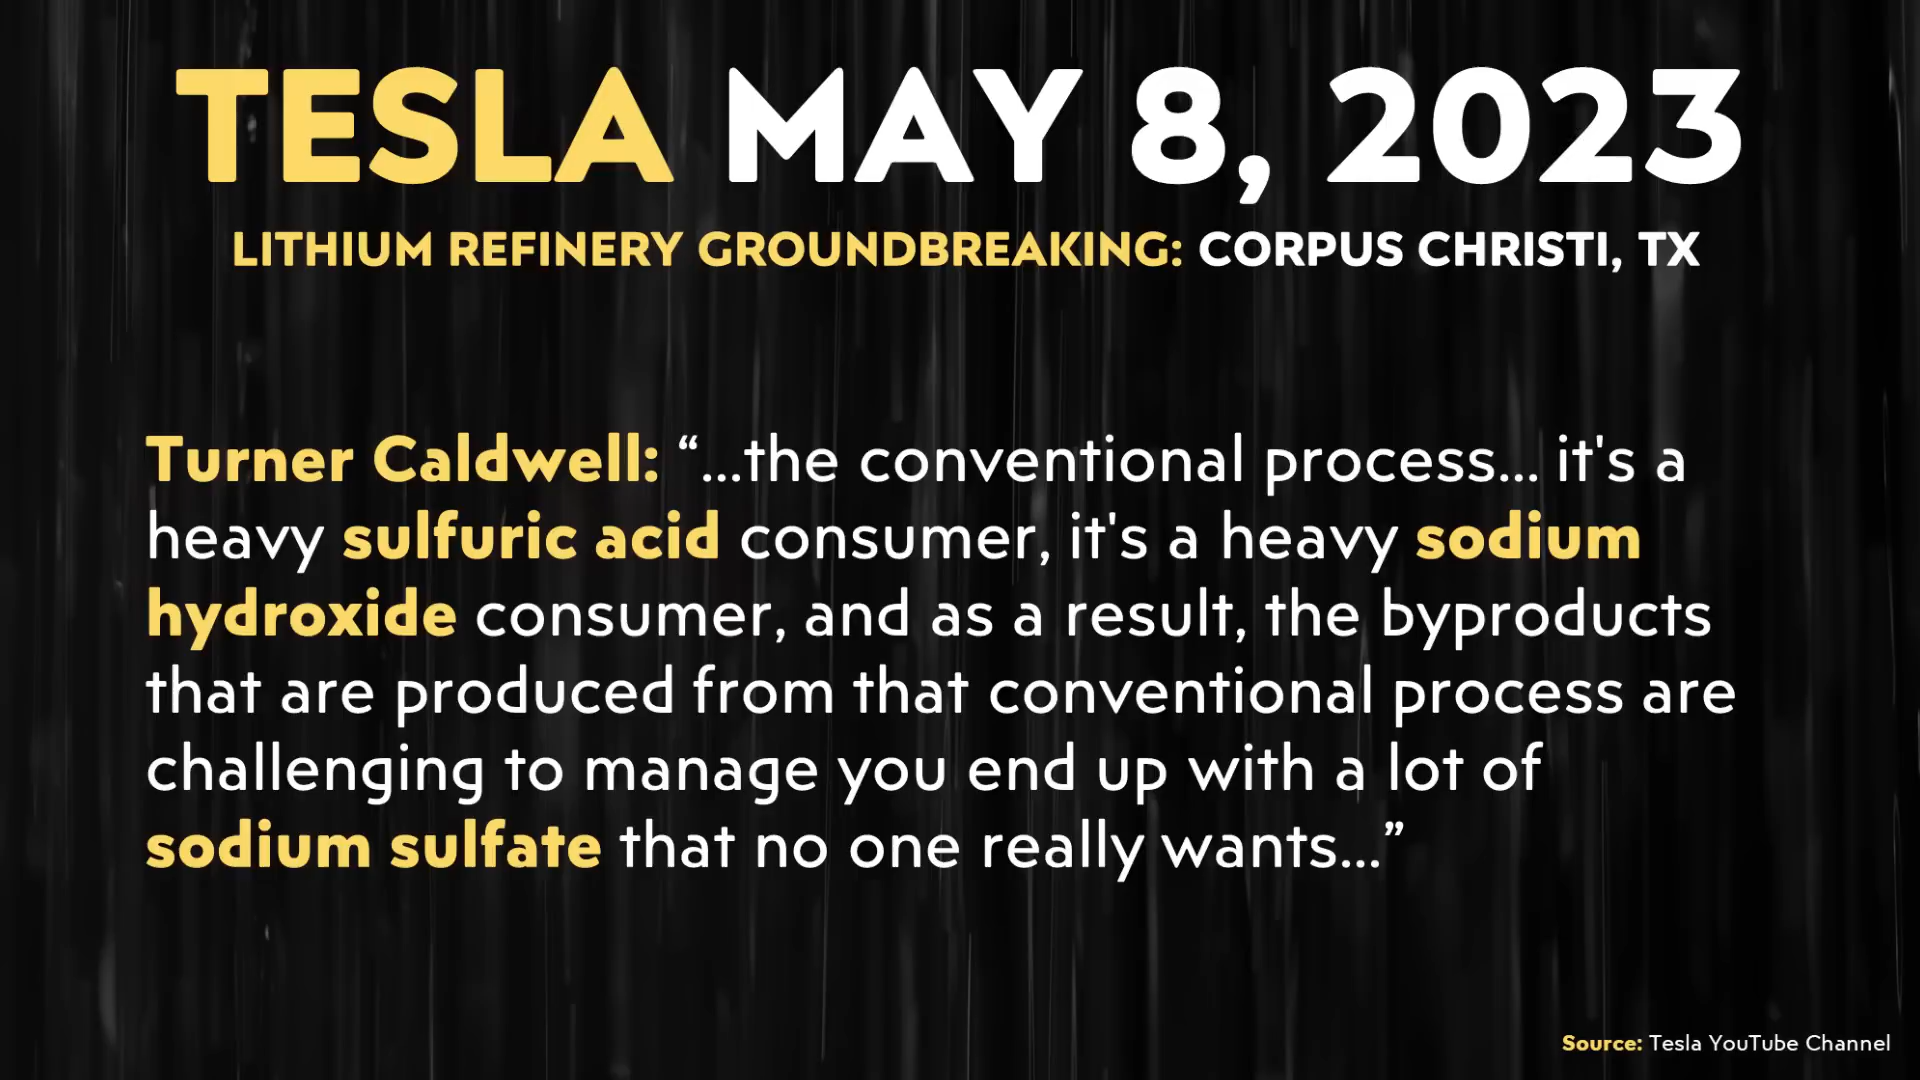 TESLA MAY 8, 2023
LITHIUM REFINERY GROUNDBREAKING: CORPUS CHRISTI, TX
Turner Caldwell: “...the conventional process... it's a
heavy sulfuric acid consumer, it's a heavy sodium
hydroxide consumer, and as a result, the byproducts
that are produced from that conventional process are
challenging to manage you end up with a lot of
sodium sulfate that no one really wants...”
Source: Tesla YouTube Channel